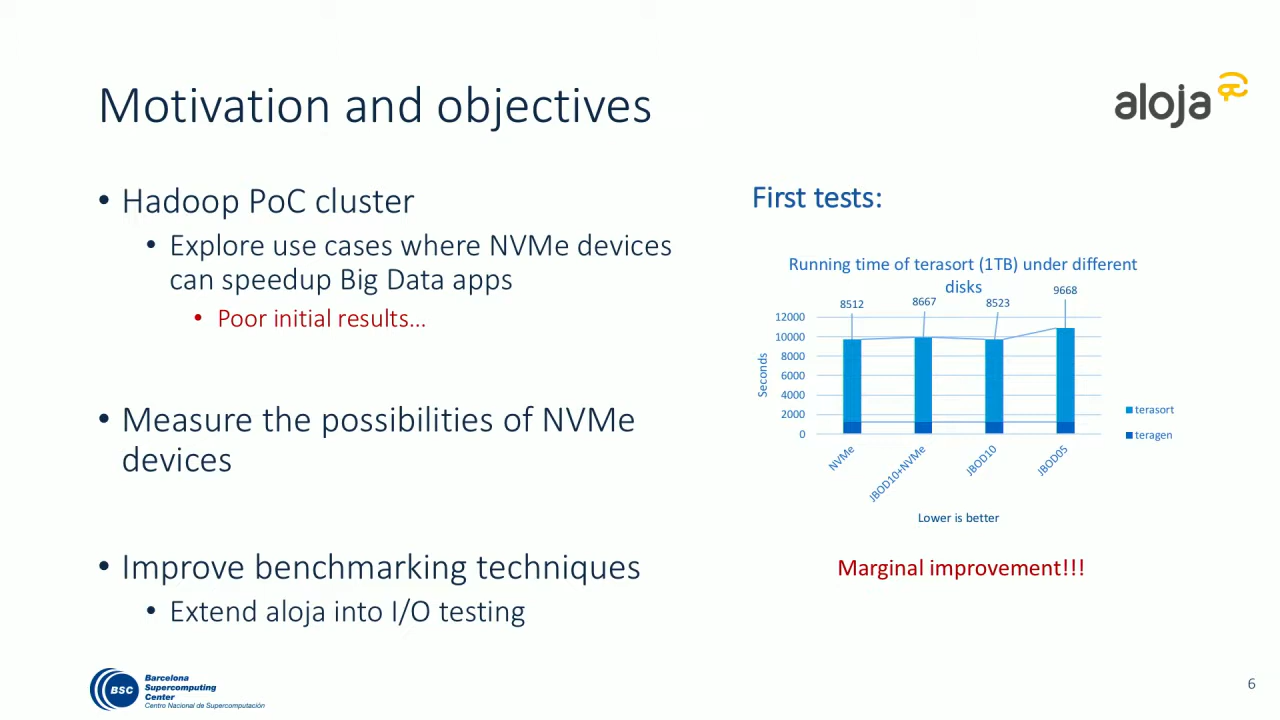 Motivation and objectives
aloja
• Hadoop PoC cluster
• Explore use cases where NVMe devices
can speedup Big Data apps
• Poor initial results...
• Measure the possibilities of NVMe
devices
• Improve benchmarking techniques
• Extend aloja into I/O testing
First tests:
Running time of terasort (1TB) under different
disks
8512 8667 8523 9668
12000
10000
8000
6000
4000
2000
0
Seconds
NVMe JBOD10+NVMe JBOD10 JBOD05
terasort
teragen
Lower is better
Marginal improvement!!!
BSC
Barcelona
Supercomputing
Center
Centro Nacional de Supercomputación
6